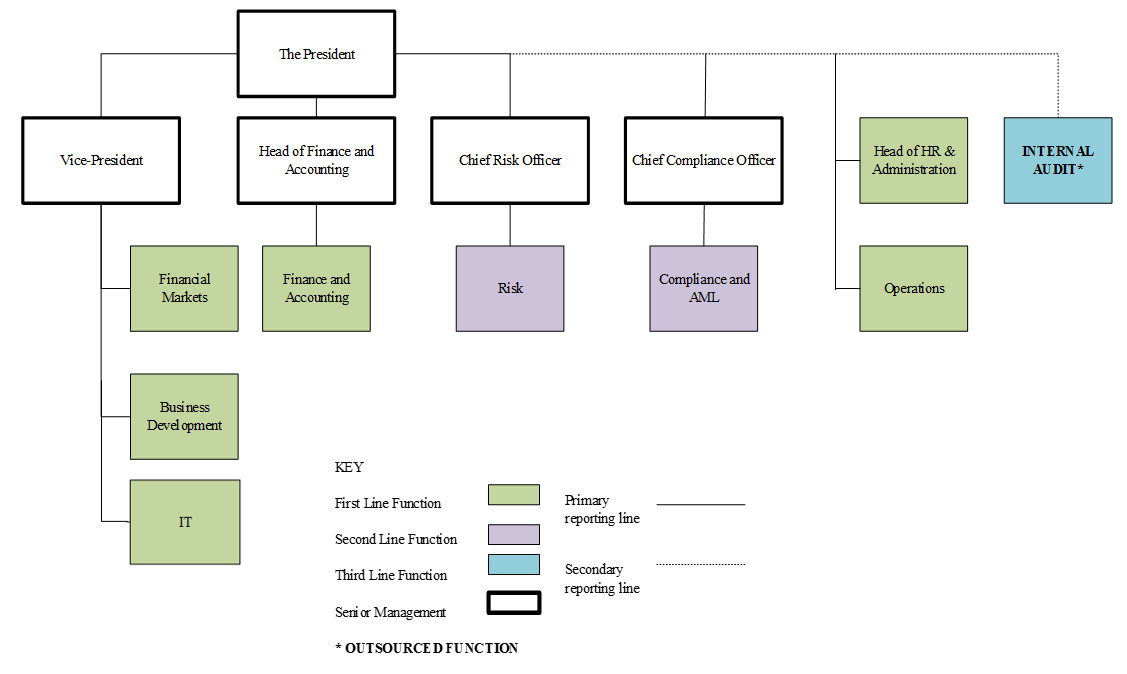 The President
Vice-President
Head of Finance and
Accounting
Chief Risk Officer
Chief Compliance Officer
Head of HR &
Administration
INTERNAL
AUDIT*
Financial
Markets
Finance and
Accounting
Risk
Compliance and
AML
Operations
Business
Development
IT
KEY
First Line Function
Second Line Function
Third Line Function
Senior Management
Primary
reporting line
Secondary
reporting line
* OUTSOURCED FUNCTION